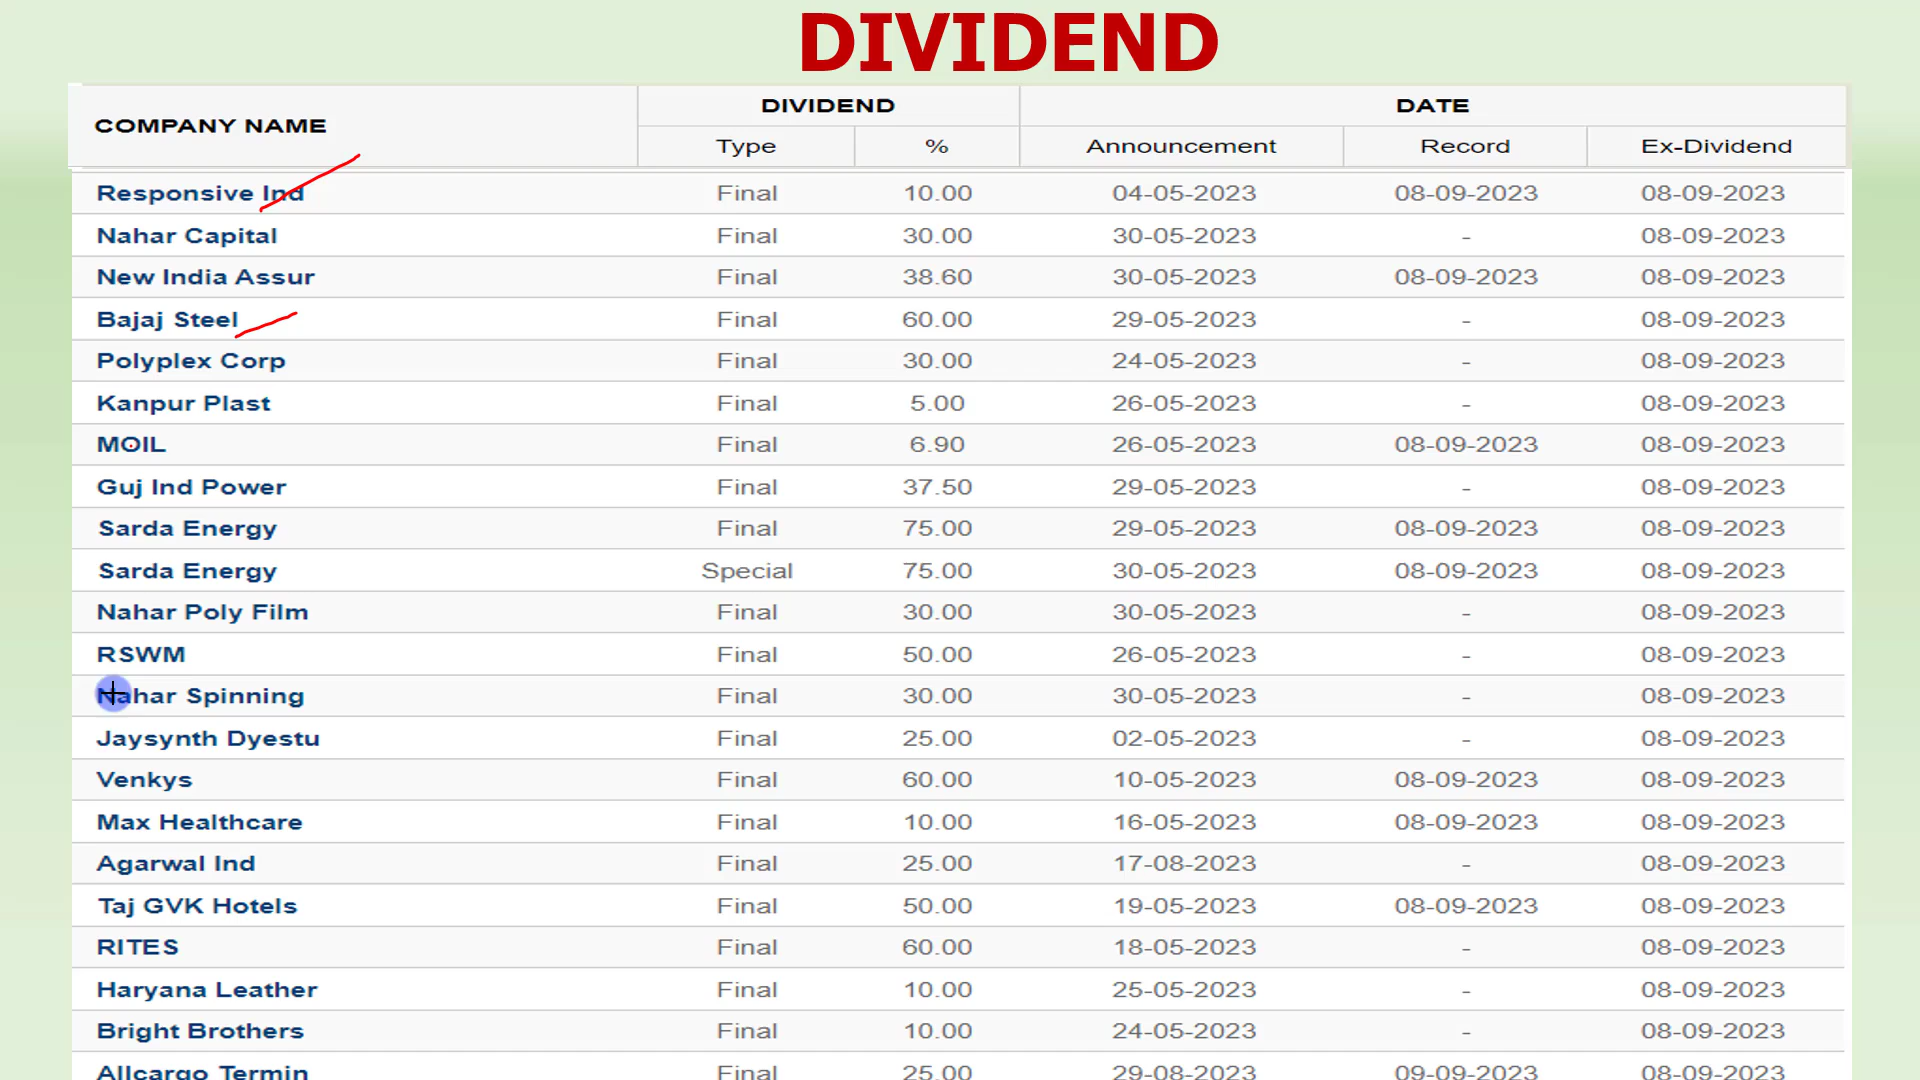 DIVIDEND
COMPANY NAME DIVIDEND DATE
Type % Announcement Record Ex-Dividend
Responsive Ind Final 10.00 04-05-2023 08-09-2023 08-09-2023
Nahar Capital Final 30.00 30-05-2023 - 08-09-2023
New India Assur Final 38.60 30-05-2023 08-09-2023 08-09-2023
Bajaj Steel Final 60.00 29-05-2023 - 08-09-2023
Polyplex Corp Final 30.00 24-05-2023 - 08-09-2023
Kanpur Plast Final 5.00 26-05-2023 - 08-09-2023
MOIL Final 6.90 26-05-2023 08-09-2023 08-09-2023
Guj Ind Power Final 37.50 29-05-2023 - 08-09-2023
Sarda Energy Final 75.00 29-05-2023 08-09-2023 08-09-2023
Sarda Energy Special 75.00 30-05-2023 08-09-2023 08-09-2023
Nahar Poly Film Final 30.00 30-05-2023 - 08-09-2023
RSWM Final 50.00 26-05-2023 - 08-09-2023
Nahar Spinning Final 30.00 30-05-2023 - 08-09-2023
Jaysynth Dyestu Final 25.00 02-05-2023 - 08-09-2023
Venkys Final 60.00 10-05-2023 08-09-2023 08-09-2023
Max Healthcare Final 10.00 16-05-2023 08-09-2023 08-09-2023
Agarwal Ind Final 25.00 17-08-2023 - 08-09-2023
Taj GVK Hotels Final 50.00 19-05-2023 08-09-2023 08-09-2023
RITES Final 60.00 18-05-2023 - 08-09-2023
Haryana Leather Final 10.00 25-05-2023 - 08-09-2023
Bright Brothers Final 10.00 24-05-2023 - 08-09-2023
Allcargo Termin Final 25.00 29-08-2023 09-09-2023 08-09-2023